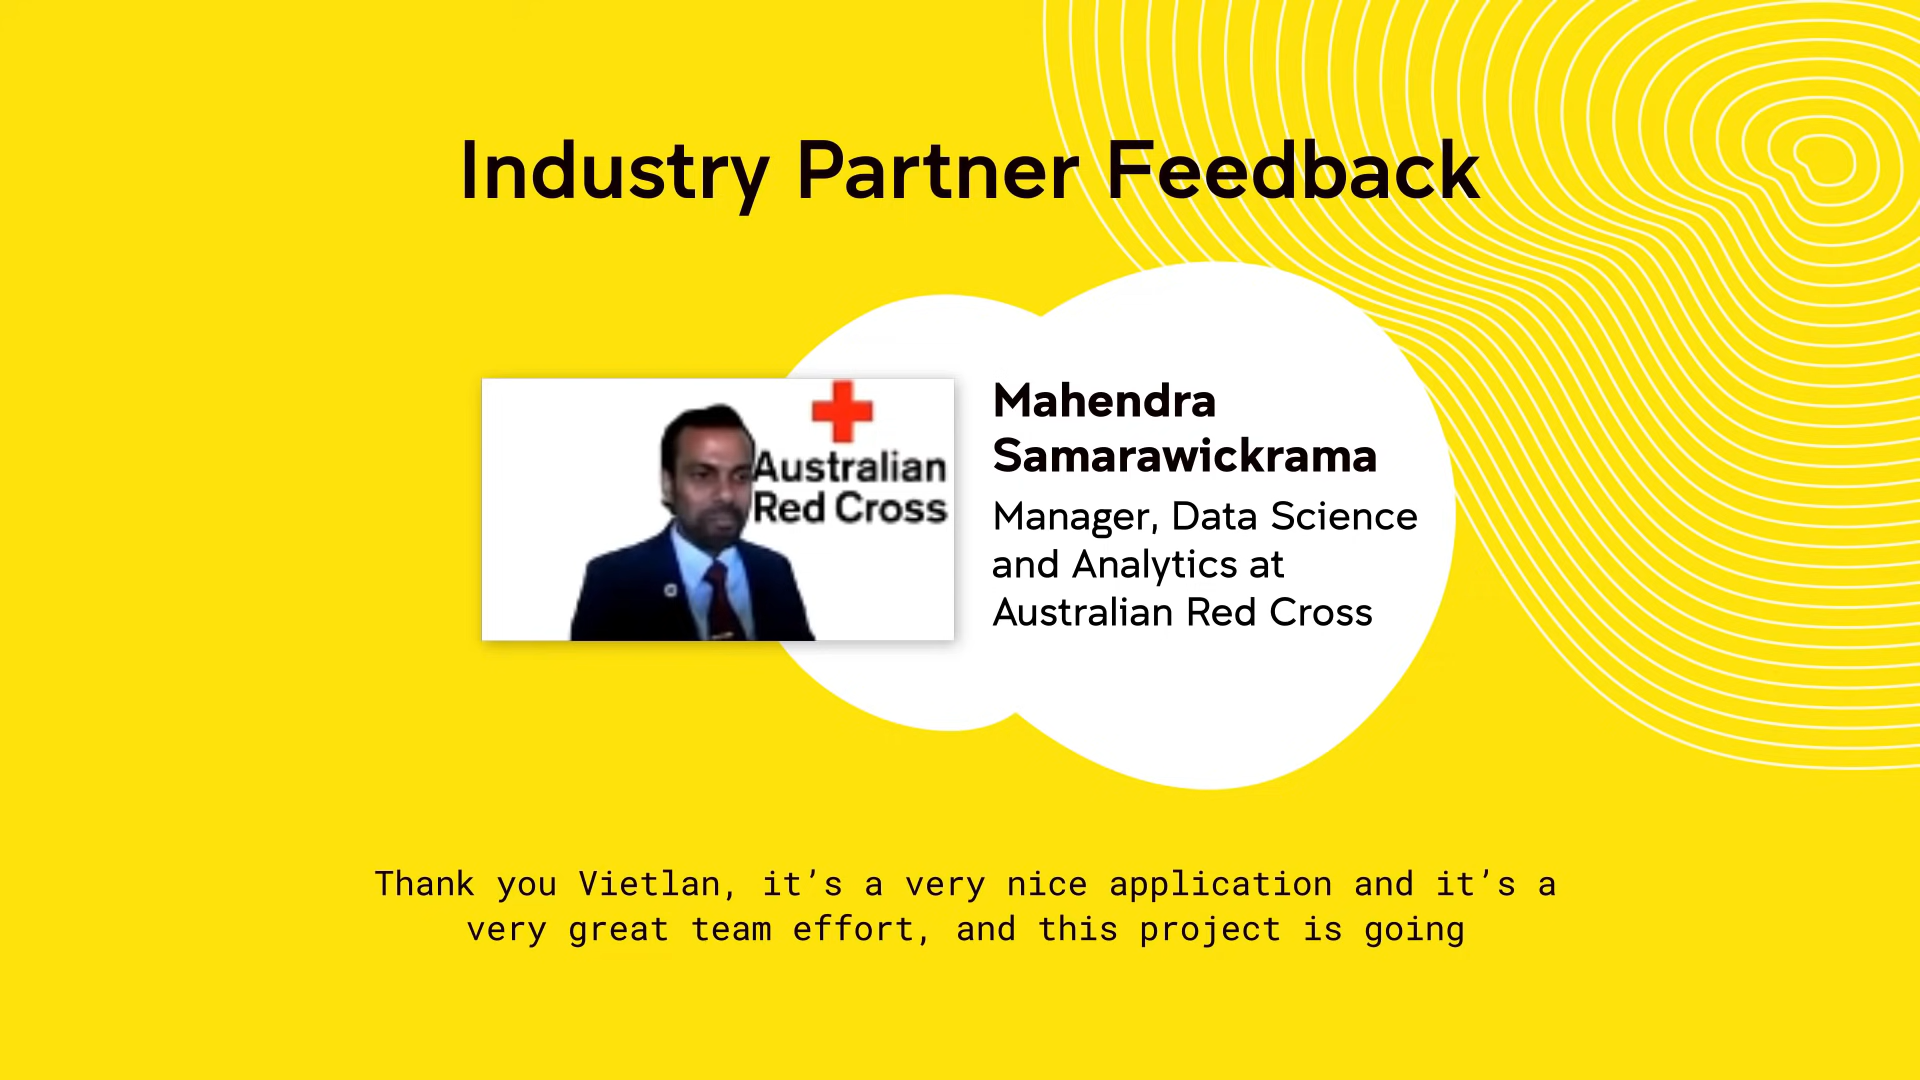 Industry Partner Feedback
Australian
Red Cross
Mahendra
Samarawickrama
Manager, Data Science
and Analytics at
Australian Red Cross
Thank you Vietlan, it’s a very nice application and it’s a
very great team effort, and this project is going